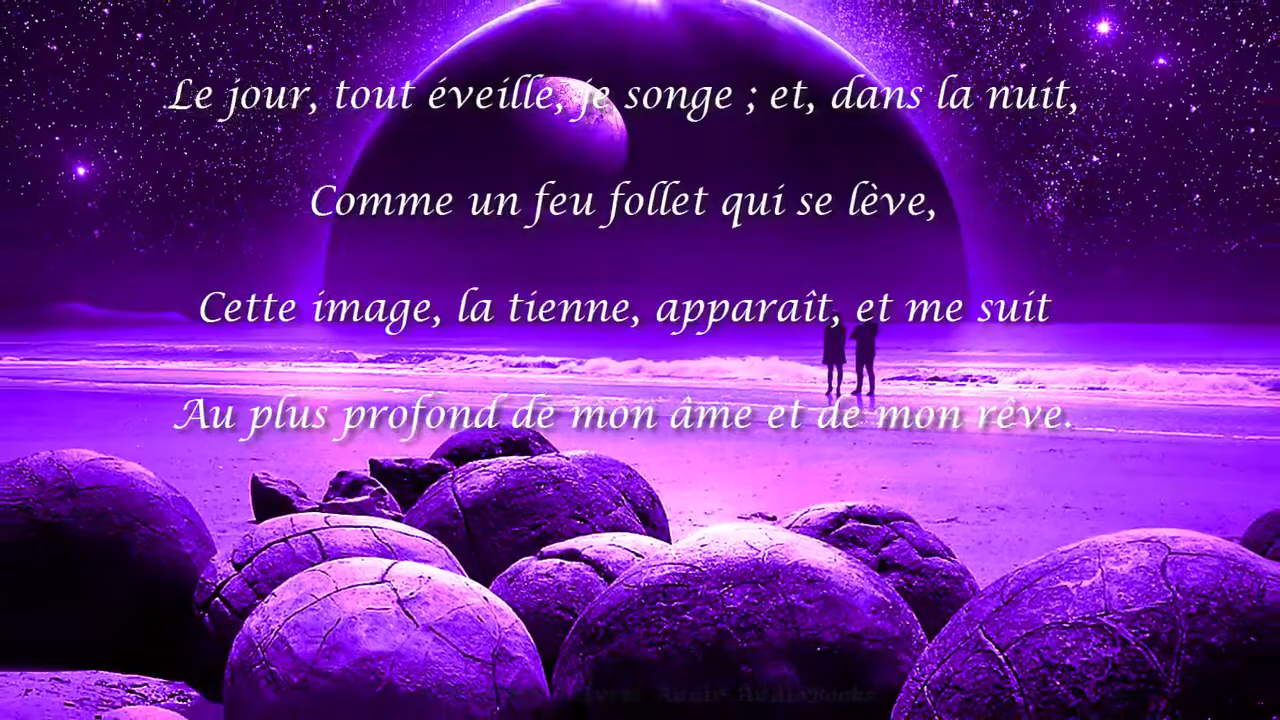 Le jour, tout éveille, je songe ; et, dans la nuit,
Comme un feu follet qui se lève,
Cette image, la tienne, apparaît, et me suit
Au plus profond de mon âme et de mon rêve.